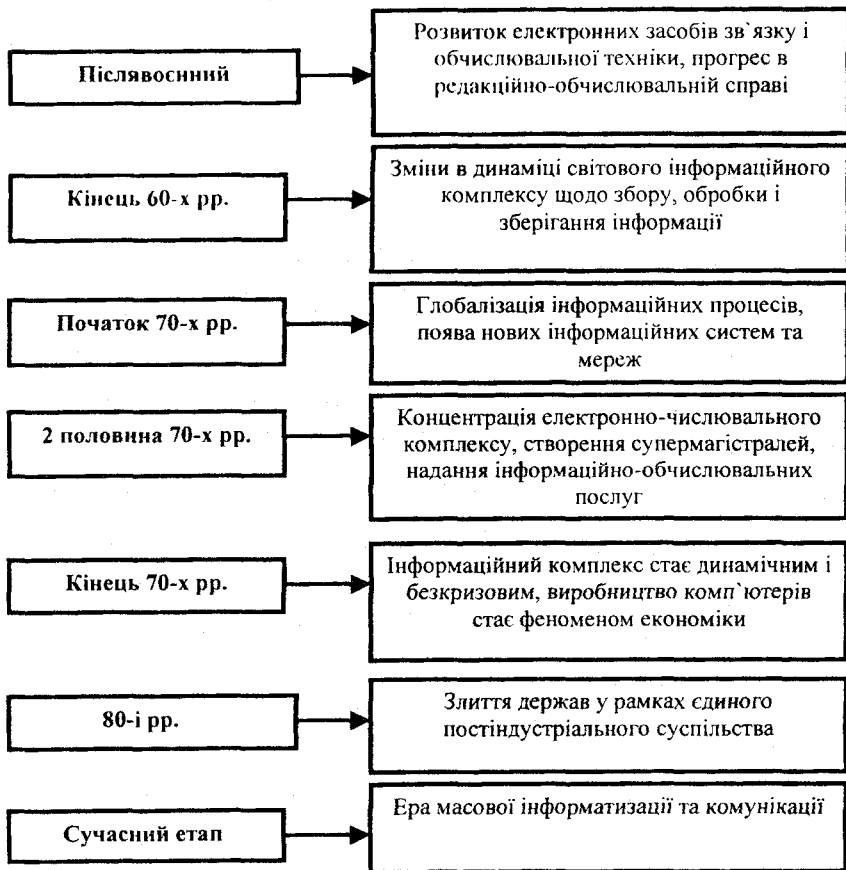 Післявоєнний
Розвиток електронних засобів зв`язку і
обчислювальної техніки, прогрес в
редакційно-обчислювальній справі
Кінець 60-х рр.
Зміни в динаміці світового інформаційного
комплексу щодо збору, обробки і
зберігання інформації
Початок 70-х рр.
Глобалізація інформаційних процесів,
поява нових інформаційних систем та
мереж
2 половина 70-х рр.
Концентрація електронно-числювального
комплексу, створення супермагістралей,
надання інформаційно-обчислювальних
послуг
Кінець 70-х рр.
Інформаційний комплекс стає динамічним і
безкризовим, виробництво комп`ютерів
стає феноменом економіки
80-і рр.
Злиття держав у рамках єдиного
постіндустріального суспільства
Сучасний етап
Ера масової інформатизації та комунікації